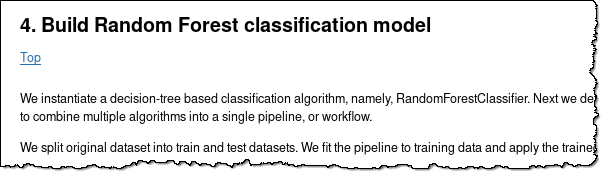 4. Build Random Forest classification model
Top
We instantiate a decision-tree based classification algorithm, namely, RandomForestClassifier. Next we de
to combine multiple algorithms into a single pipeline, or workflow.
We split original dataset into train and test datasets. We fit the pipeline to training data and apply the traine